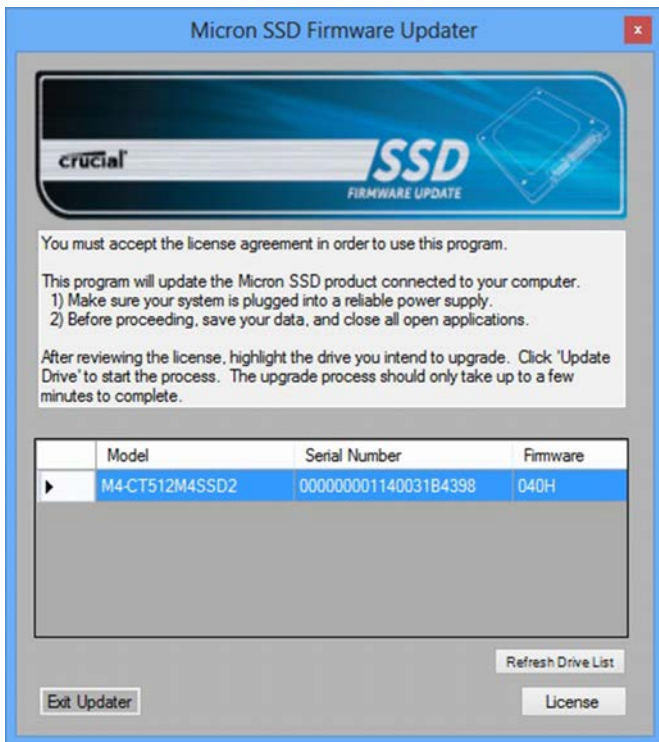 Micron SSD Firmware Updater
x
crucial
SSD
FIRMWARE UPDATE
You must accept the license agreement in order to use this program.
This program will update the Micron SSD product connected to your computer.
1) Make sure your system is plugged into a reliable power supply.
2) Before proceeding, save your data, and close all open applications.
After reviewing the license, highlight the drive you intend to upgrade. Click 'Update
Drive' to start the process. The upgrade process should only take up to a few
minutes to complete.
Model Serial Number Firmware
M4-CT512M4SSD2 000000001140031B4398 040H
Refresh Drive List
Exit Updater License